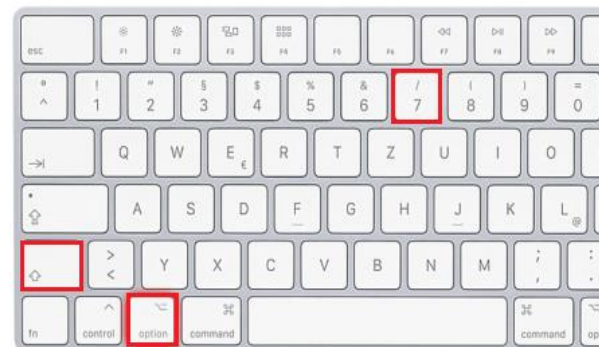 esc F1 F2 F3 F4 F5 F6 F7 F8 F9
° ! " § $ % & / ( ) =
^ 1 2 3 4 5 6 7 8 9 0
Q W E € R T Z U I O
A S D F G H J K L @
> ; :
< Y X C V B N M , .
fn control option command command op